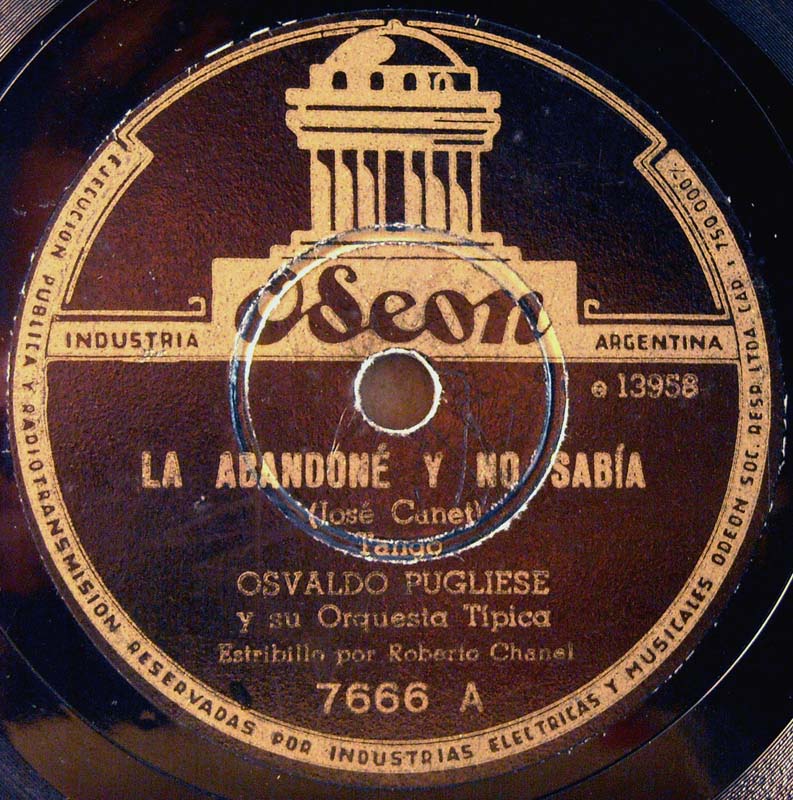 Odeon
INDUSTRIA ARGENTINA
e 13958
LA ABANDONÉ Y NO SABÍA
(José Canet)
Tango
OSVALDO PUGLIESE
y su Orquesta Típica
Estribillo por Roberto Chanel
7666 A
EJECUCION PUBLICA Y RADIOTRANSMISION RESERVADAS POR INDUSTRIAS ELECTRICAS Y MUSICALES ODEON SOC. RESP. LTDA CAP: 750.000%